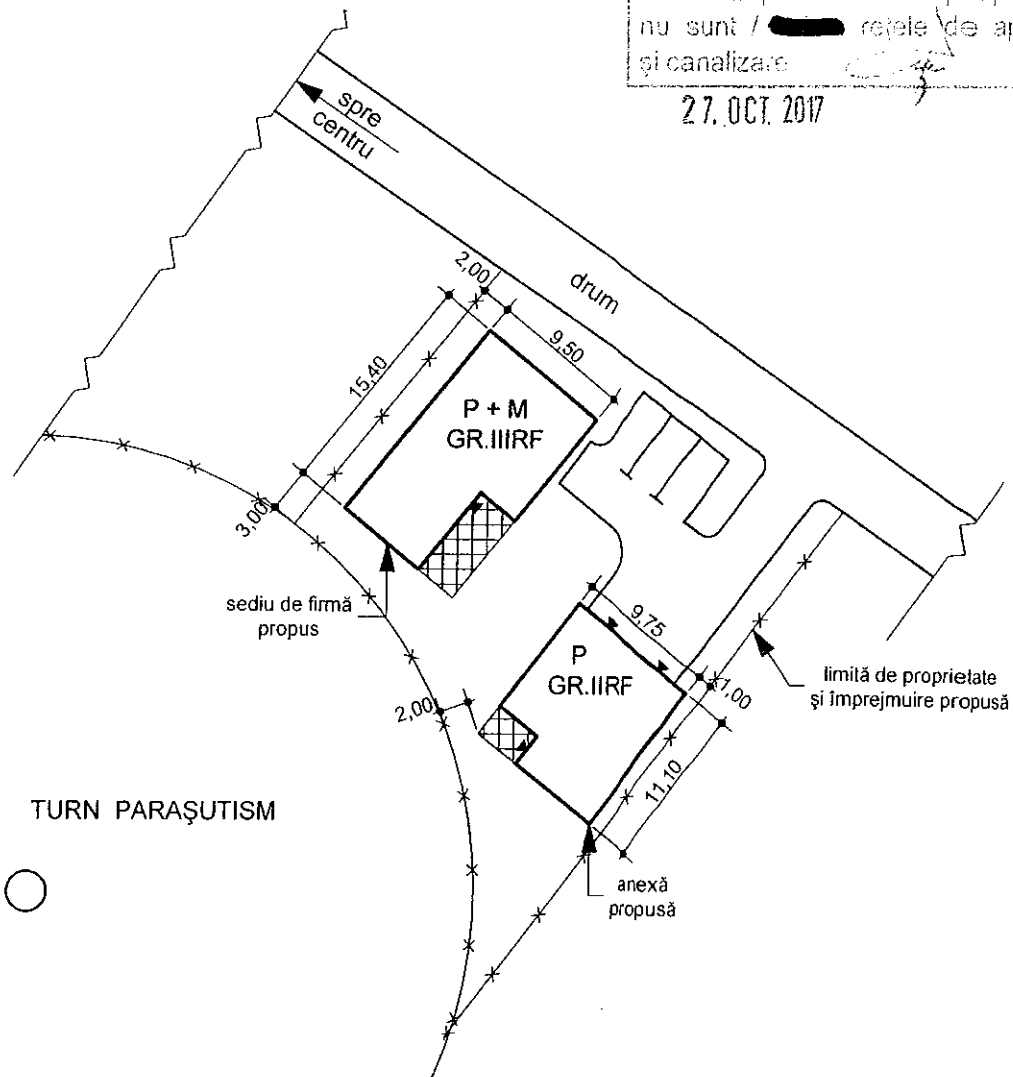 nu sunt / rețele de ap
și canalizare
27. OCT. 2017
spre
centru
drum
2,00
9,50
15,40
P + M
GR.IIIRF
3,00
sediu de firmă
propus
9,75
P
GR.IIRF
1,00
limită de proprietate
și împrejmuire propusă
2,00
11,10
TURN PARAŞUTISM
anexă
propusă